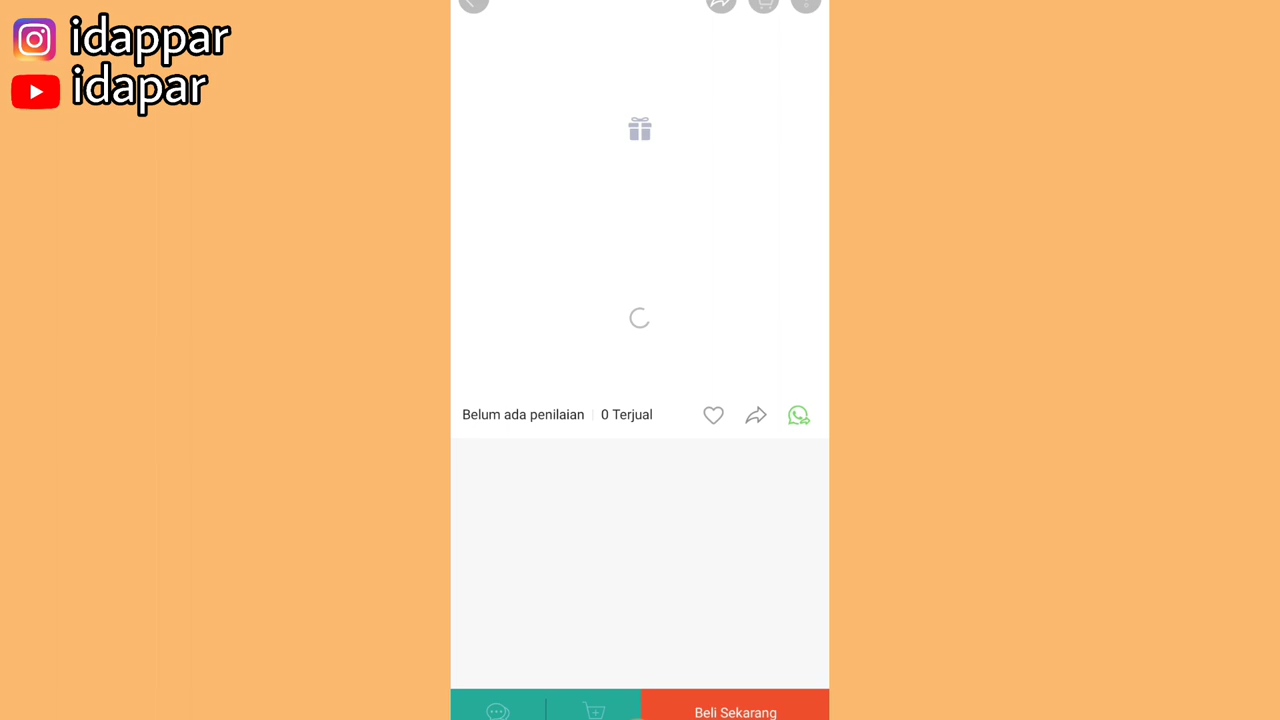 idappar
idapar
Belum ada penilaian
0 Terjual
Beli Sekarang